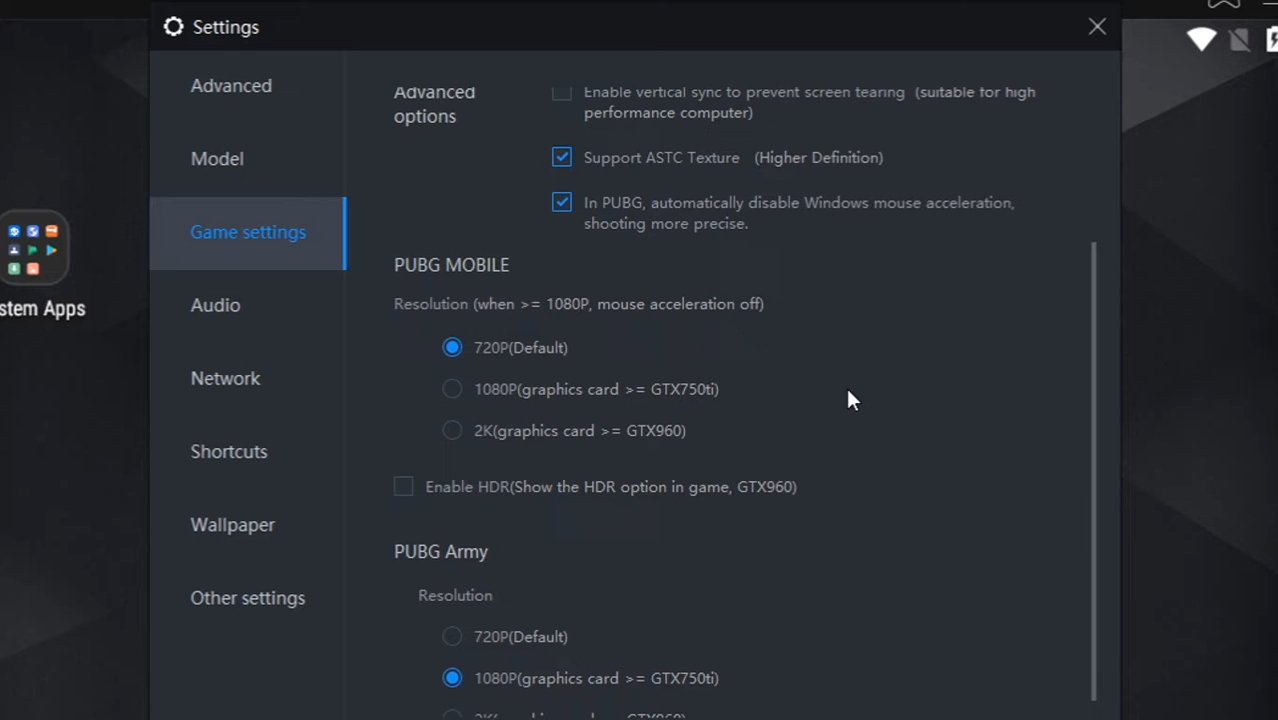 Settings
Advanced
Model
Game settings
Audio
Network
Shortcuts
Wallpaper
Other settings
stem Apps
Advanced
options
Enable vertical sync to prevent screen tearing (suitable for high
performance computer)
Support ASTC Texture (Higher Definition)
In PUBG, automatically disable Windows mouse acceleration,
shooting more precise.
PUBG MOBILE
Resolution (when >= 1080P, mouse acceleration off)
720P(Default)
1080P(graphics card >= GTX750ti)
2K(graphics card >= GTX960)
Enable HDR(Show the HDR option in game, GTX960)
PUBG Army
Resolution
720P(Default)
1080P(graphics card >= GTX750ti)